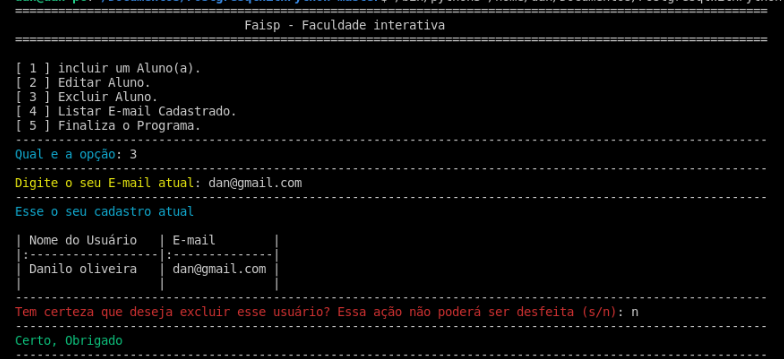 ================================================================================
Faisp - Faculdade interativa
================================================================================
[ 1 ] incluir um Aluno(a).
[ 2 ] Editar Aluno.
[ 3 ] Excluir Aluno.
[ 4 ] Listar E-mail Cadastrado.
[ 5 ] Finaliza o Programa.
--------------------------------------------------------------------------------
Qual e a opção: 3
--------------------------------------------------------------------------------
Digite o seu E-mail atual: dan@gmail.com
--------------------------------------------------------------------------------
Esse o seu cadastro atual
| Nome do Usuário   | E-mail        |
|:------------------|:--------------|
| Danilo oliveira   | dan@gmail.com |
|                   |               |
--------------------------------------------------------------------------------
Tem certeza que deseja excluir esse usuário? Essa ação não poderá ser desfeita (s/n): n
--------------------------------------------------------------------------------
Certo, Obrigado
--------------------------------------------------------------------------------